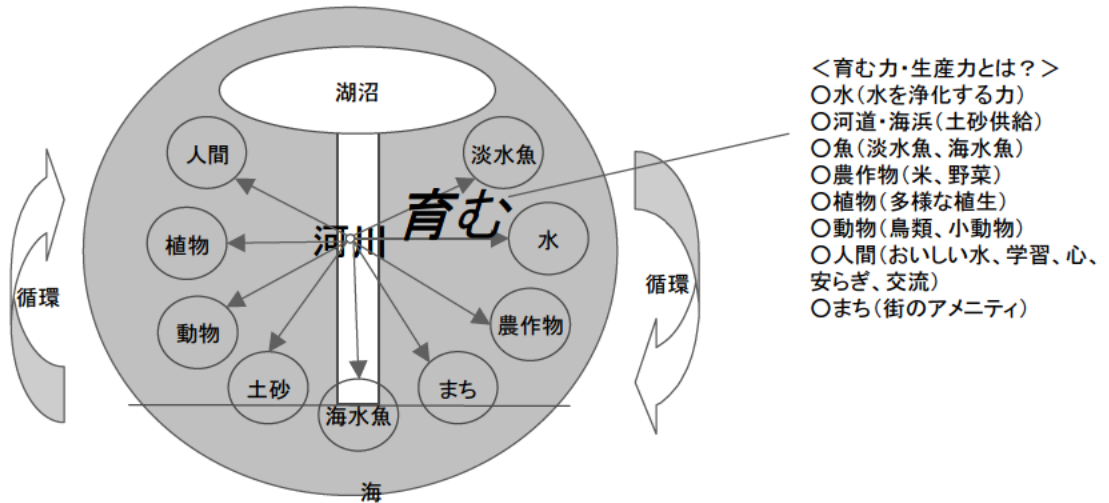 湖沼
人間
淡水魚
育む
植物
河川
水
循環
循環
動物
農作物
土砂
まち
海水魚
海
<育む力・生産力とは?>
○水(水を浄化する力)
○河道・海浜(土砂供給)
○魚(淡水魚、海水魚)
○農作物(米、野菜)
○植物(多様な植生)
○動物(鳥類、小動物)
○人間(おいしい水、学習、心、
安らぎ、交流)
○まち(街のアメニティ)